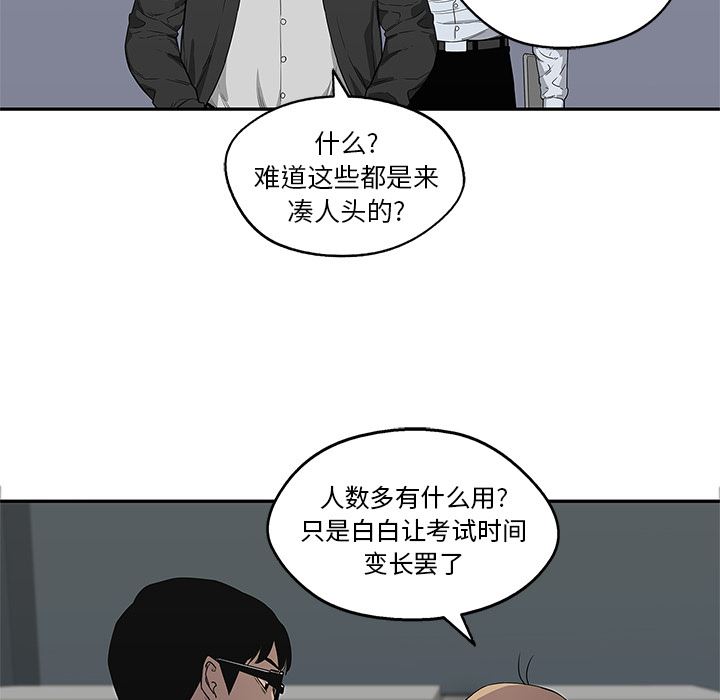 什么?
难道这些都是来
凑人头的?
人数多有什么用?
只是白白让考试时间
变长罢了